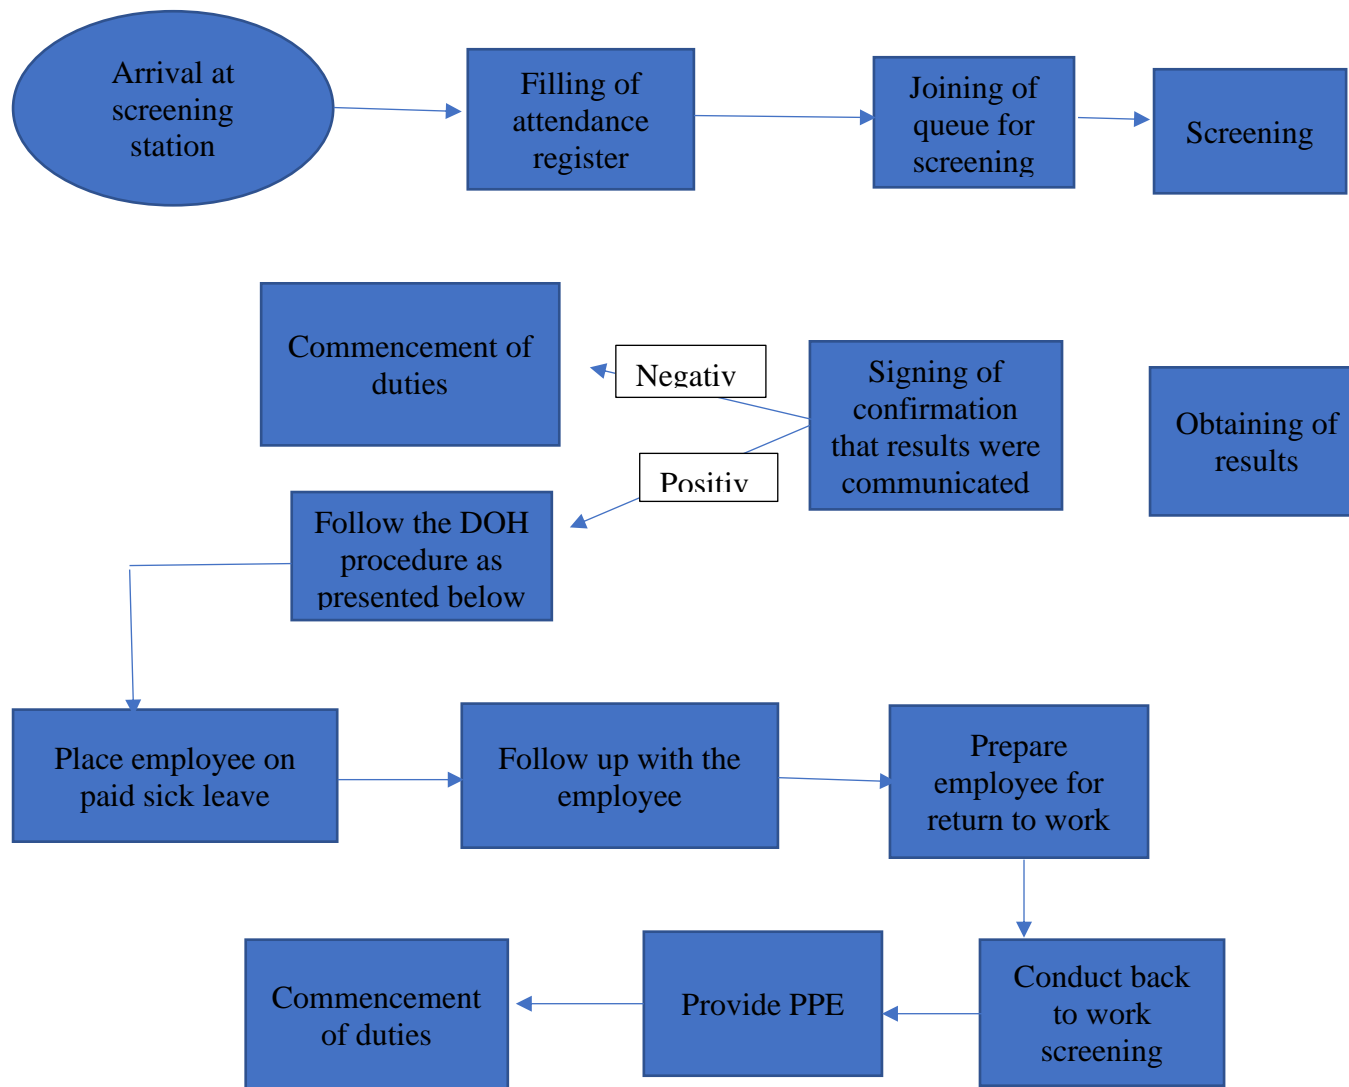 Arrival at
screening
station
Filling of
attendance
register
Joining of
queue for
screening
Screening
Commencement of
duties
Negativ
Signing of
confirmation
that results were
communicated
Obtaining of
results
Positiv
Follow the DOH
procedure as
presented below
Place employee on
paid sick leave
Follow up with the
employee
Prepare
employee for
return to work
Conduct back
to work
screening
Provide PPE
Commencement
of duties